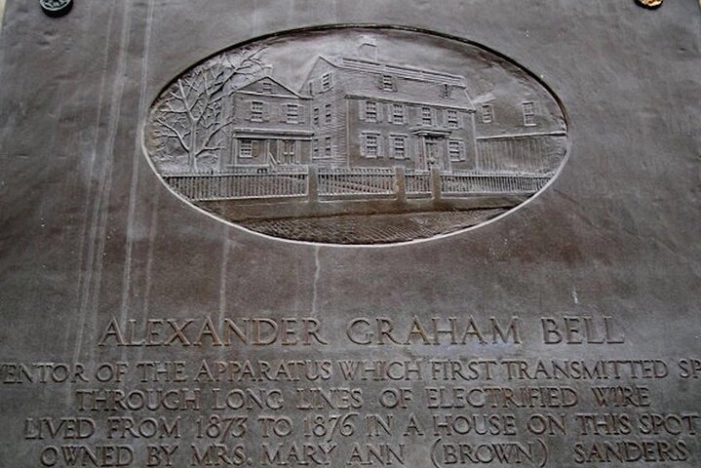 ALEXANDER GRAHAM BELL
VENTOR OF THE APPARATUS WHICH FIRST TRANSMITTED SP
THROUGH LONG LINES OF ELECTRIFIED WIRE
LIVED FROM 1873 TO 1876 IN A HOUSE ON THIS SPOT
OWNED BY MRS. MARY ANN (BROWN) SANDERS